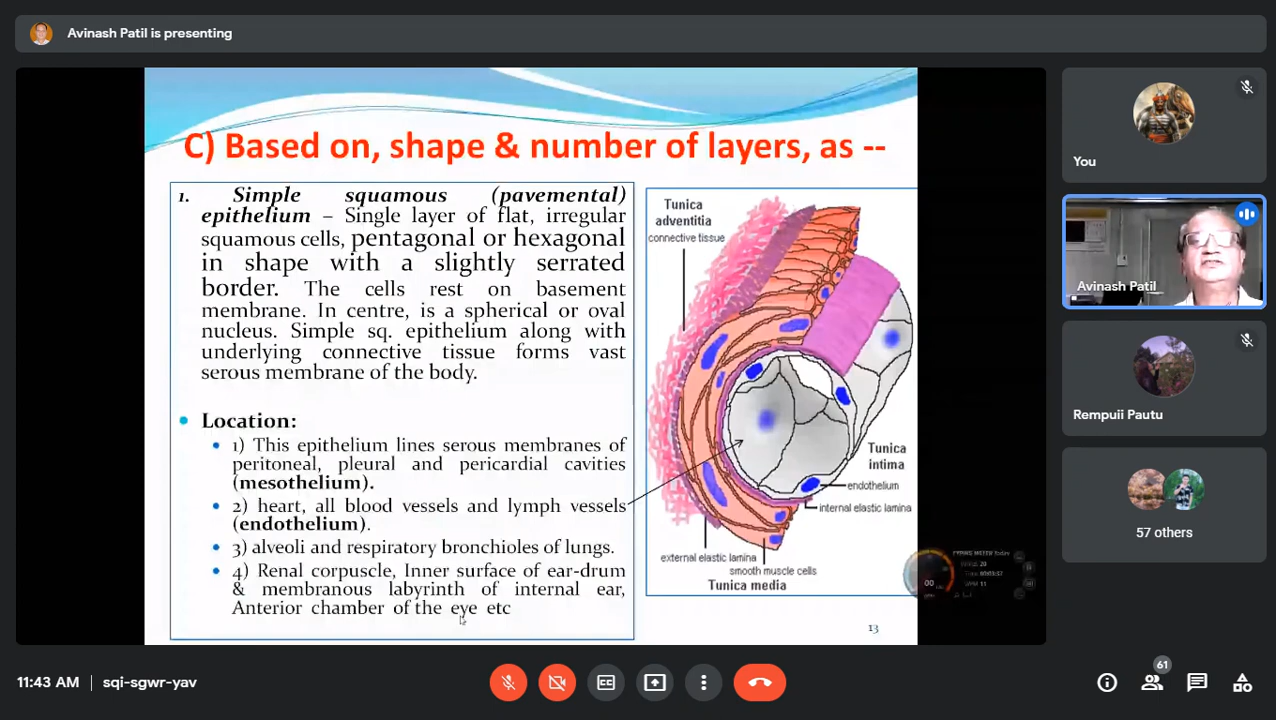 Avinash Patil is presenting
C) Based on, shape & number of layers, as --
1. Simple squamous (pavemental)
epithelium – Single layer of flat, irregular
squamous cells, pentagonal or hexagonal
in shape with a slightly serrated
border. The cells rest on basement
membrane. In centre, is a spherical or oval
nucleus. Simple sq. epithelium along with
underlying connective tissue forms vast
serous membrane of the body.
Location:
1) This epithelium lines serous membranes of
peritoneal, pleural and pericardial cavities
(mesothelium).
2) heart, all blood vessels and lymph vessels
(endothelium).
3) alveoli and respiratory bronchioles of lungs.
4) Renal corpuscle, Inner surface of ear-drum
& membranous labyrinth of internal ear,
Anterior chamber of the eye etc
Tunica
adventitia
connective tissue
Tunica
intima
endothelium
internal elastic lamina
external elastic lamina
smooth muscle cells
Tunica media
13
You
Avinash Patil
Rempuii Pautu
57 others
11:43 AM | sqi-sgwr-yav
CC
61